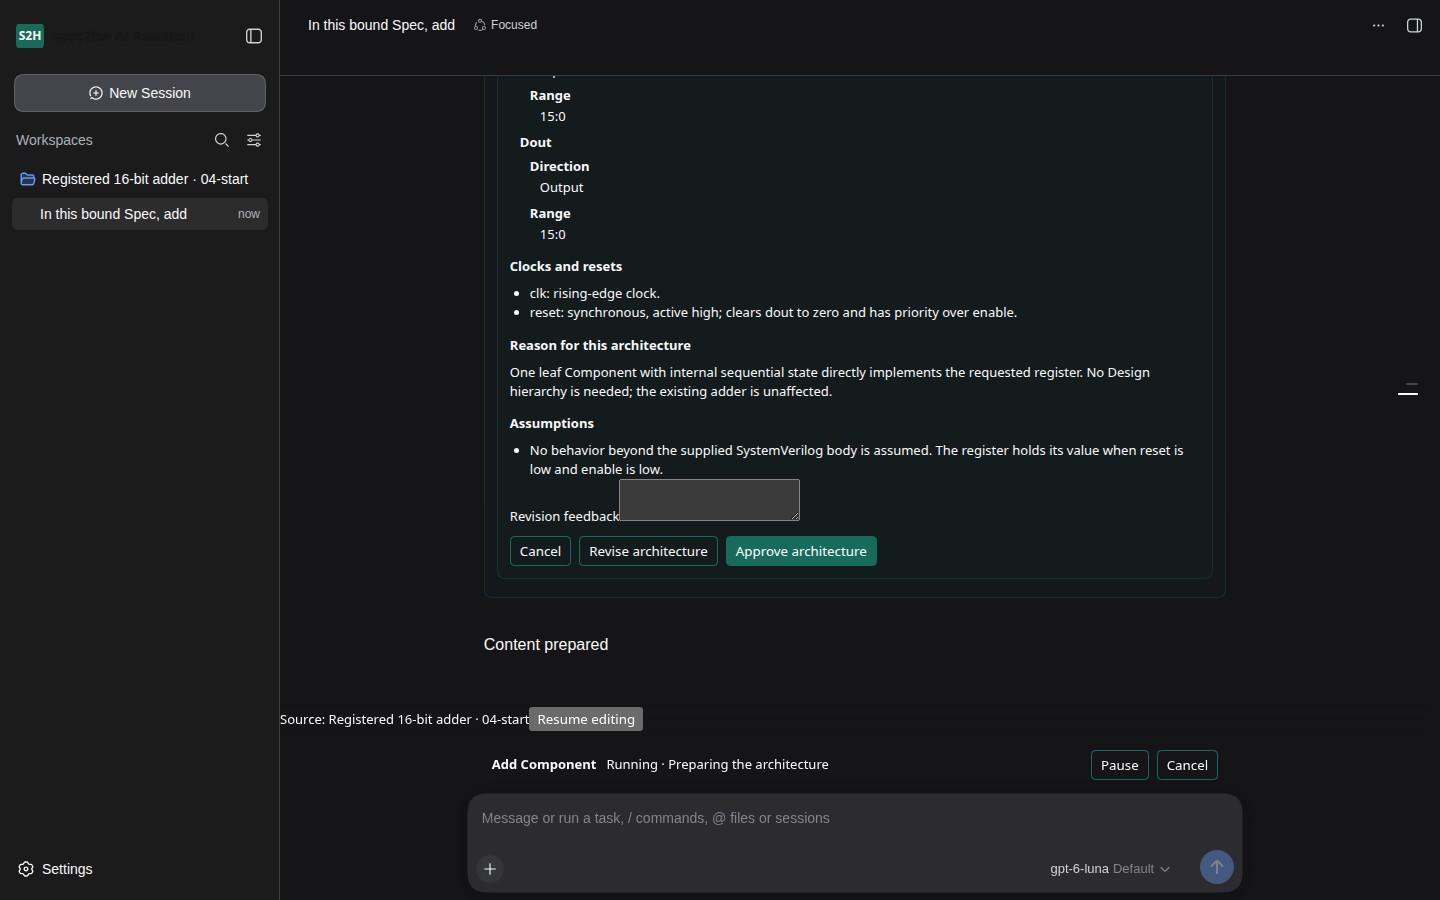 S2H
In this bound Spec, add
Focused
New Session
Workspaces
Registered 16-bit adder · 04-start
In this bound Spec, add now
Range
15:0
Dout
Direction
Output
Range
15:0
Clocks and resets
clk: rising-edge clock.
reset: synchronous, active high; clears dout to zero and has priority over enable.
Reason for this architecture
One leaf Component with internal sequential state directly implements the requested register. No Design
hierarchy is needed; the existing adder is unaffected.
Assumptions
No behavior beyond the supplied SystemVerilog body is assumed. The register holds its value when reset is
low and enable is low.
Revision feedback
Cancel Revise architecture Approve architecture
Content prepared
Source: Registered 16-bit adder · 04-start Resume editing
Add Component Running · Preparing the architecture Pause Cancel
Message or run a task, / commands, @ files or sessions
gpt-6-luna Default
Settings